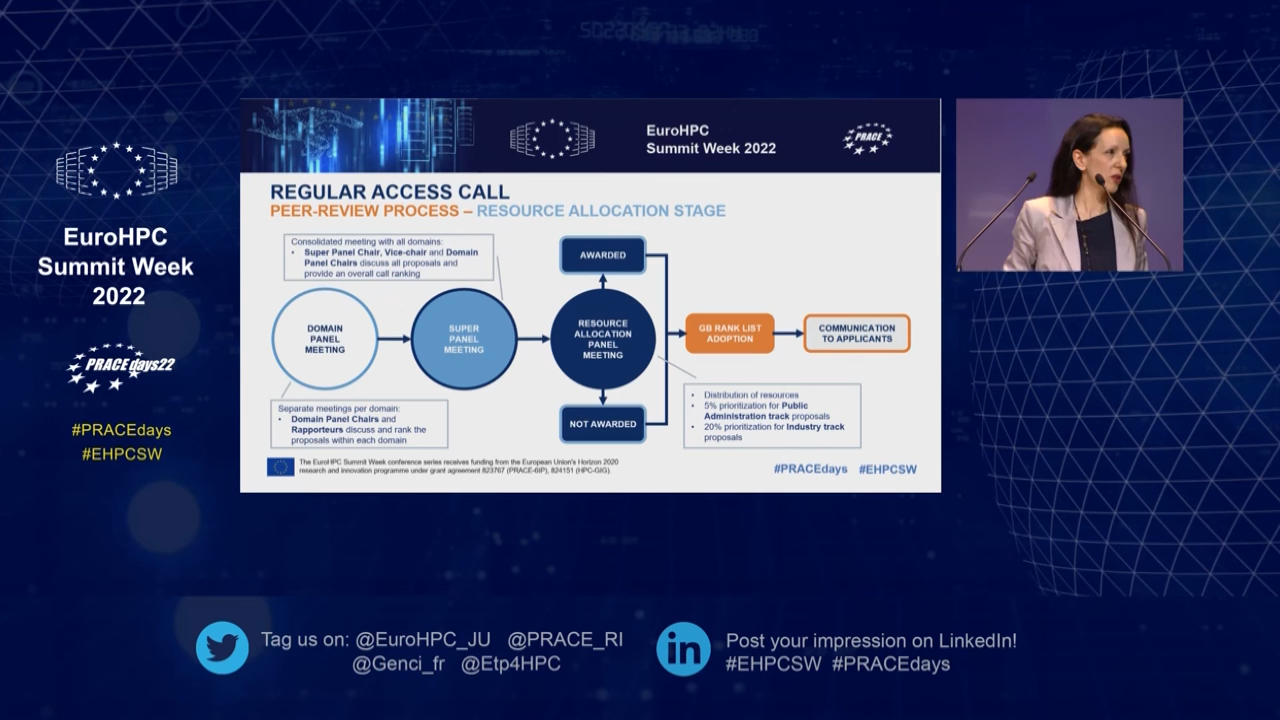 EuroHPC
Summit Week
2022
PRACEdays22
#PRACEdays
#EHPCSW
EuroHPC
Summit Week 2022
PRACE
REGULAR ACCESS CALL
PEER-REVIEW PROCESS – RESOURCE ALLOCATION STAGE
Consolidated meeting with all domains:
• Super Panel Chair, Vice-chair and Domain
Panel Chairs discuss all proposals and
provide an overall call ranking
AWARDED
DOMAIN
PANEL
MEETING
SUPER
PANEL
MEETING
RESOURCE
ALLOCATION
PANEL
MEETING
GB RANK LIST
ADOPTION
COMMUNICATION
TO APPLICANTS
Separate meetings per domain:
• Domain Panel Chairs and
Rapporteurs discuss and rank the
proposals within each domain
NOT AWARDED
• Distribution of resources
• 5% prioritization for Public
Administration track proposals
• 20% prioritization for Industry track
proposals
The EuroHPC Summit Week conference series receives funding from the European Union's Horizon 2020
research and innovation programme under grant agreement 823767 (PRACE-6IP), 824151 (HPC-GIG).
#PRACEdays #EHPCSW
Tag us on: @EuroHPC_JU @PRACE_RI
@Genci_fr @Etp4HPC
in
Post your impression on LinkedIn!
#EHPCSW #PRACEdays